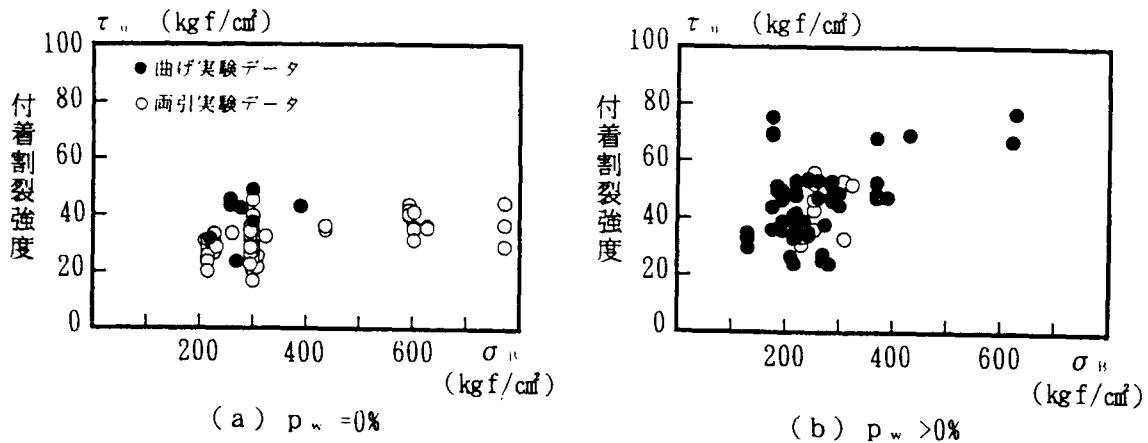 τu (kgf/cm²)
100
80
60
40
20
0
付着割裂強度
● 曲げ実験データ
○ 両引実験データ
200 400 600 σB
(kgf/cm²)
(a) pw =0%
τu (kgf/cm²)
100
80
60
40
20
0
付着割裂強度
200 400 600 σB
(kgf/cm²)
(b) pw >0%